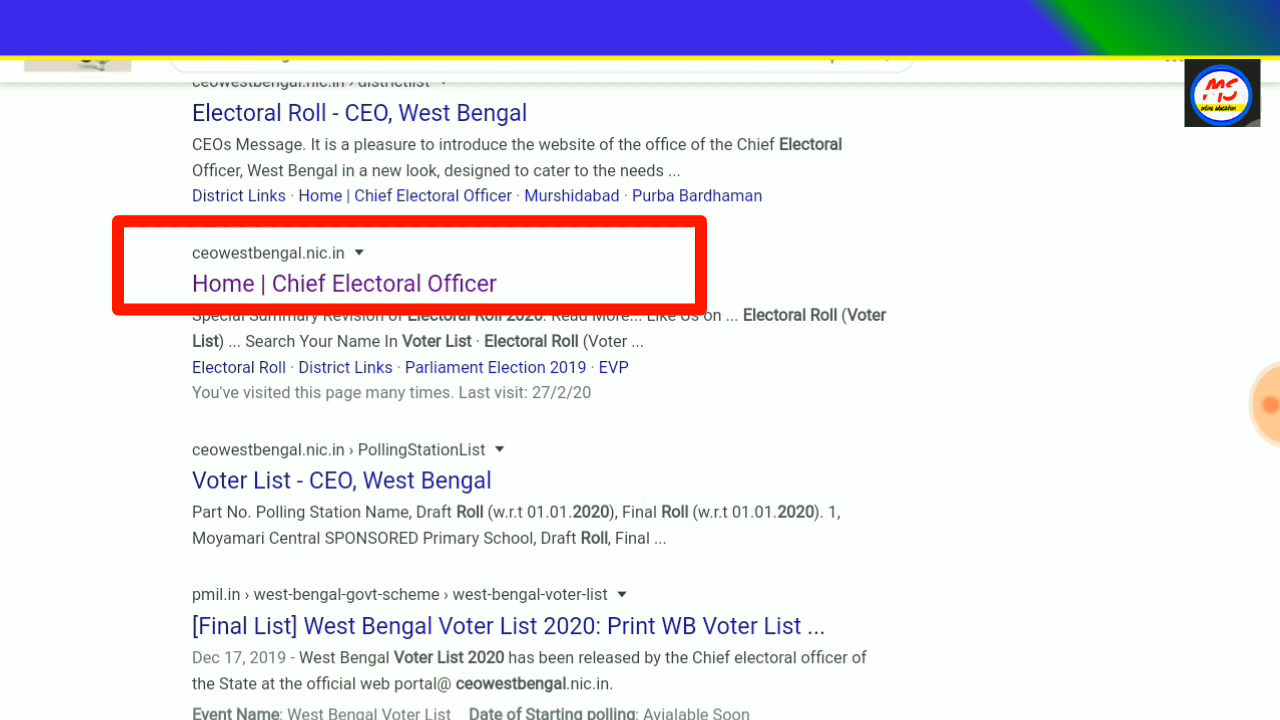 ceowestbengal.nic.in › districtlist
Electoral Roll - CEO, West Bengal
CEOs Message. It is a pleasure to introduce the website of the office of the Chief Electoral
Officer, West Bengal in a new look, designed to cater to the needs ...
District Links · Home | Chief Electoral Officer · Murshidabad · Purba Bardhaman
ceowestbengal.nic.in
Home | Chief Electoral Officer
Special Summary Revision of Electoral Roll 2020. Read More... Like Us on ... Electoral Roll (Voter
List) ... Search Your Name In Voter List · Electoral Roll (Voter ...
Electoral Roll · District Links · Parliament Election 2019 · EVP
You've visited this page many times. Last visit: 27/2/20
ceowestbengal.nic.in › PollingStationList
Voter List - CEO, West Bengal
Part No. Polling Station Name, Draft Roll (w.r.t 01.01.2020), Final Roll (w.r.t 01.01.2020). 1,
Moyamari Central SPONSORED Primary School, Draft Roll, Final ...
pmil.in › west-bengal-govt-scheme › west-bengal-voter-list
[Final List] West Bengal Voter List 2020: Print WB Voter List ...
Dec 17, 2019 - West Bengal Voter List 2020 has been released by the Chief electoral officer of
the State at the official web portal@ ceowestbengal.nic.in.
Event Name: West Bengal Voter List Date of Starting polling: Avialable Soon
MS
online education